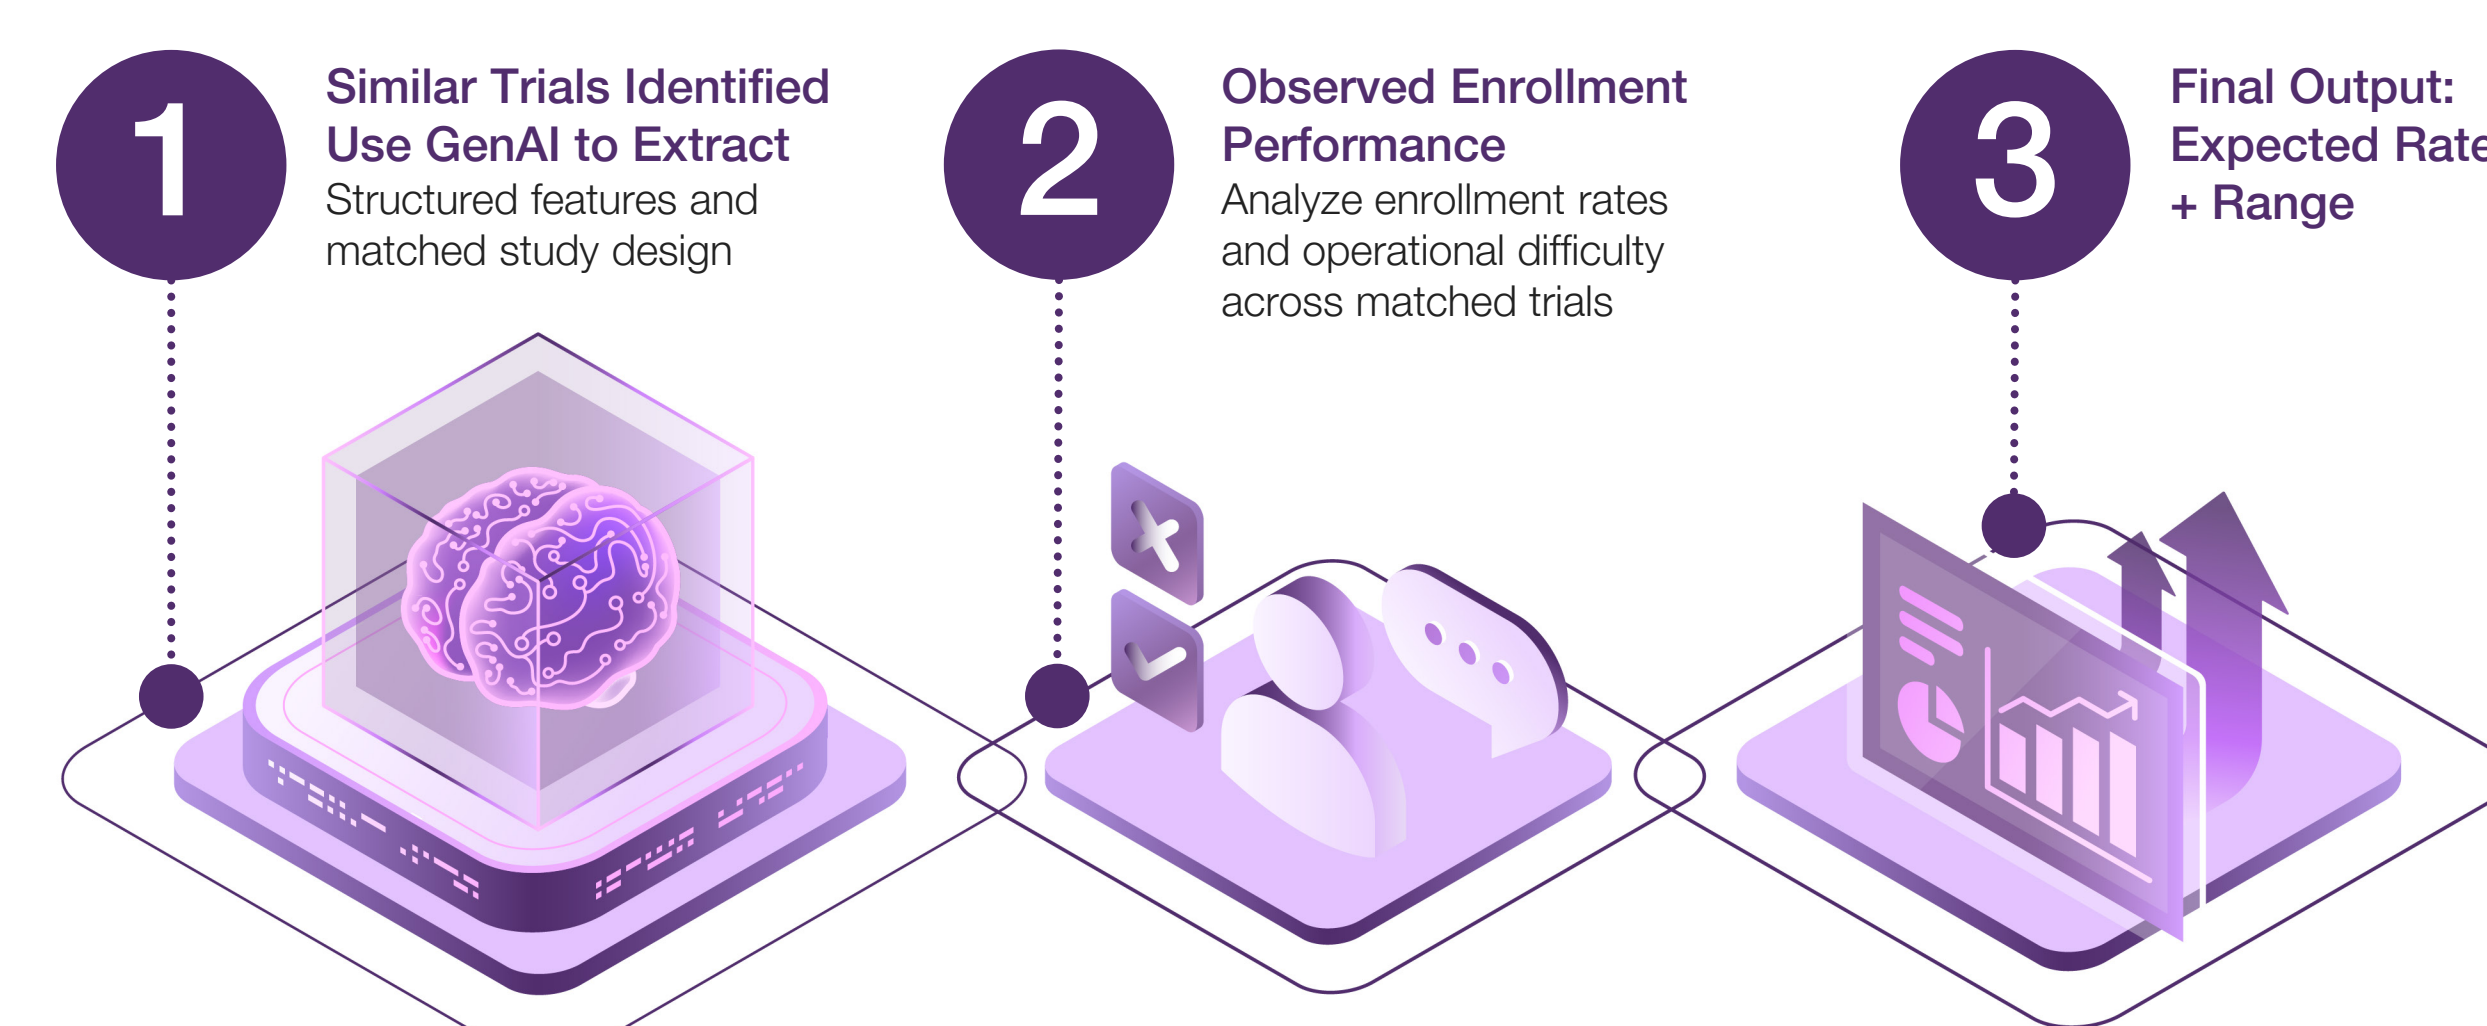 1
Similar Trials Identified
Use GenAI to Extract
Structured features and
matched study design
2
Observed Enrollment
Performance
Analyze enrollment rates
and operational difficulty
across matched trials
3
Final Output:
Expected Rate
+ Range